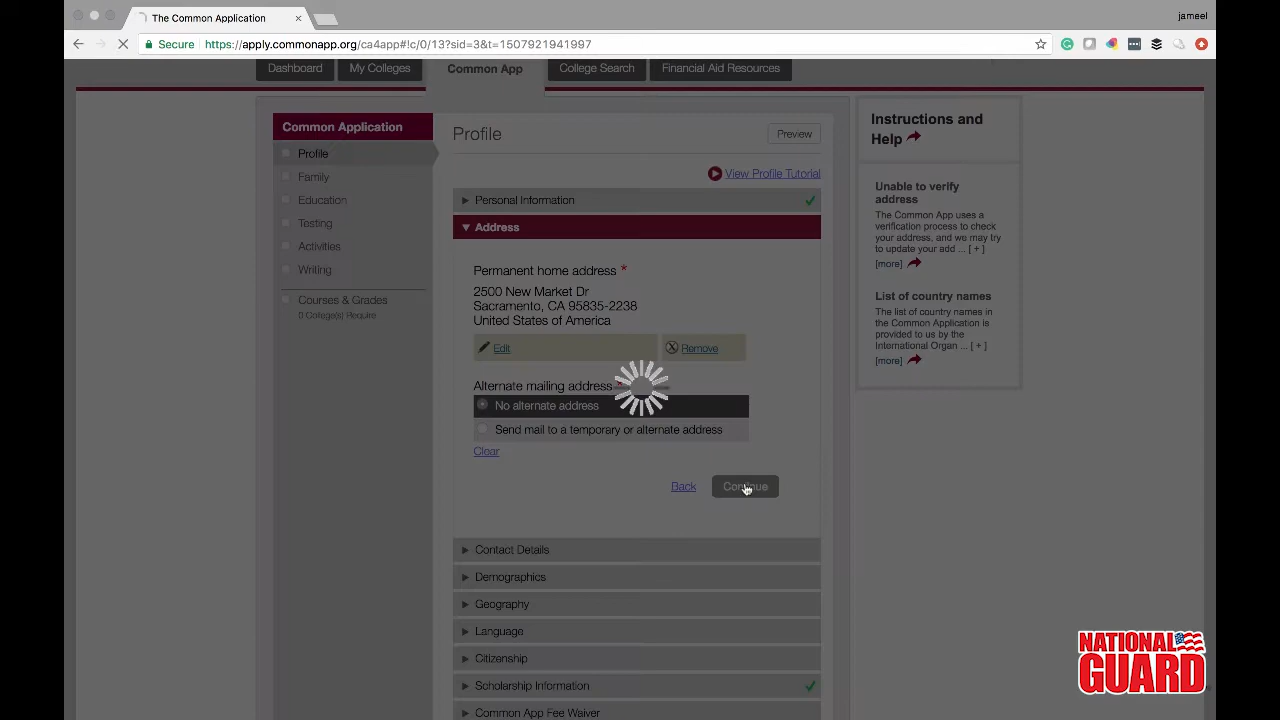 The Common Application
jameel
Secure
https://apply.commonapp.org/ca4app#!c/0/13?sid=3&t=1507921941997
Dashboard
My Colleges
Common App
College Search
Financial Aid Resources
Common Application
Profile
Family
Education
Testing
Activities
Writing
Courses & Grades
0 College(s) Require
Profile
Preview
View Profile Tutorial
Personal Information
Address
Permanent home address *
2500 New Market Dr
Sacramento, CA 95835-2238
United States of America
Edit
Remove
Alternate mailing address *
No alternate address
Send mail to a temporary or alternate address
Clear
Back
Continue
Contact Details
Demographics
Geography
Language
Citizenship
Scholarship Information
Common App Fee Waiver
Instructions and
Help
Unable to verify
address
The Common App uses a
verification process to check
your address, and we may try
to update your add ... [ + ]
[more]
List of country names
The list of country names in
the Common Application is
provided to us by the
International Organ ... [ + ]
[more]
NATIONAL
GUARD